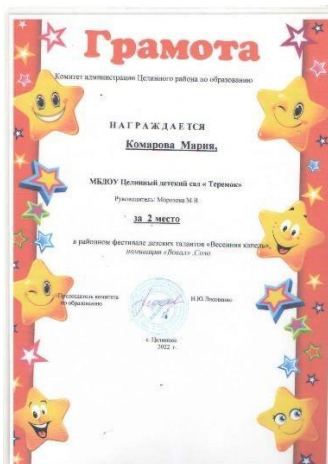 Грамота
Комитет администрации Целинного района по образованию
НАГРАЖДАЕТСЯ
Комарова Мария,
МБДОУ Целинный детский сад « Теремок»
Руководитель: Морозова М.В.
за 2 место
в районном фестивале детских талантов «Весенняя капель»,
номинация «Вокал» .Соло
Председатель комитета
по образованию
с. Целинное
2022 г.